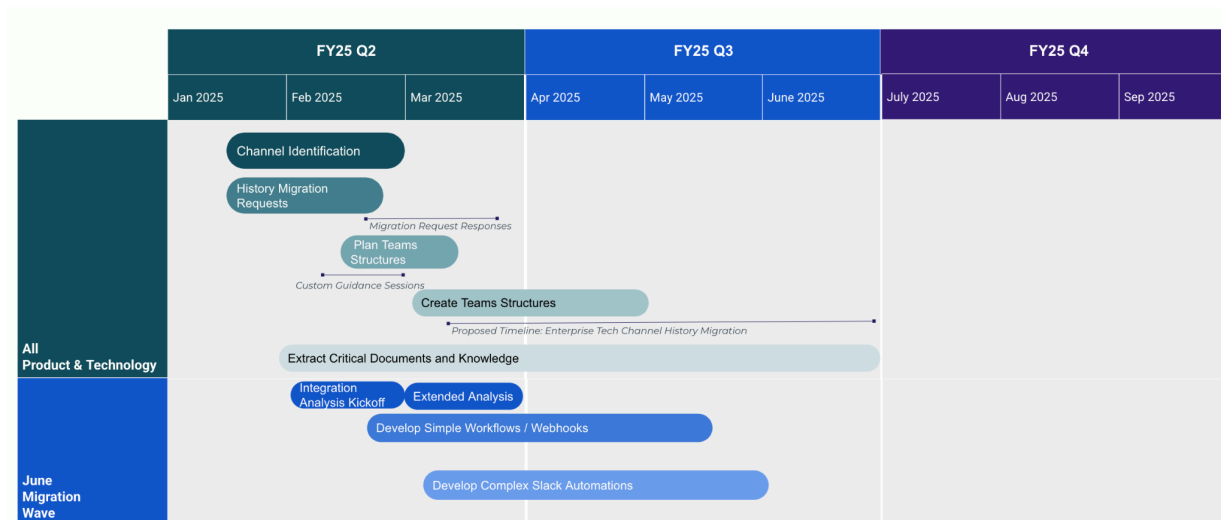 FY25 Q2
FY25 Q3
FY25 Q4
Jan 2025
Feb 2025
Mar 2025
Apr 2025
May 2025
June 2025
July 2025
Aug 2025
Sep 2025
Channel Identification
History Migration
Requests
Migration Request Responses
Plan Teams
Structures
Custom Guidance Sessions
Create Teams Structures
Proposed Timeline: Enterprise Tech Channel History Migration
All
Product & Technology
Extract Critical Documents and Knowledge
Integration
Analysis Kickoff
Extended Analysis
Develop Simple Workflows / Webhooks
Develop Complex Slack Automations
June
Migration
Wave